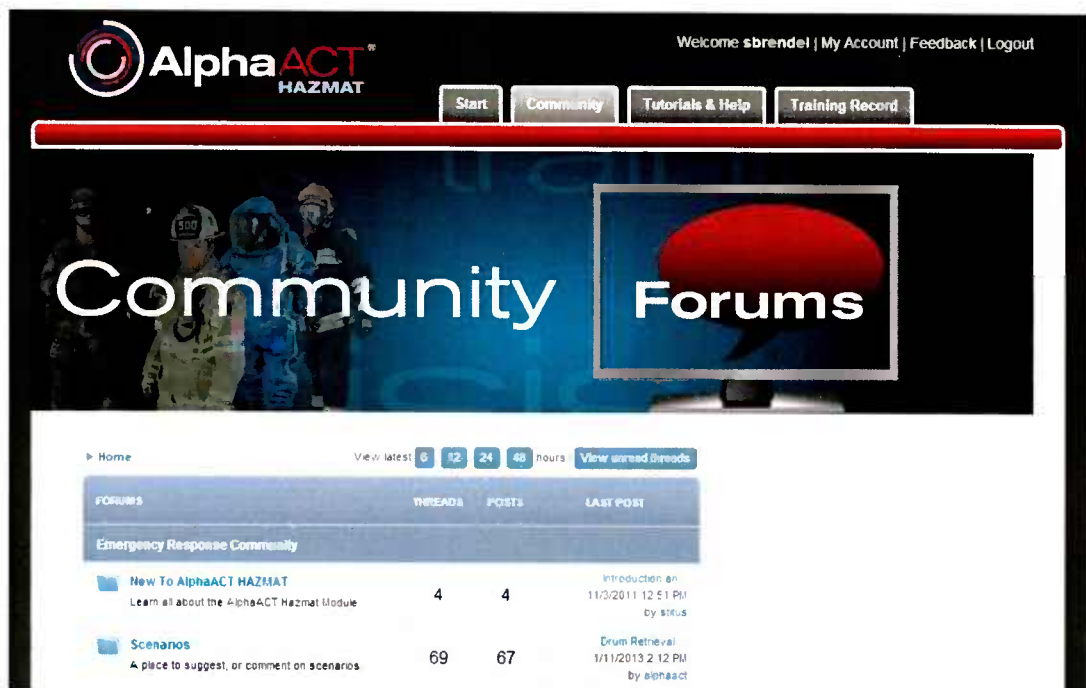 Welcome sbrendel | My Account | Feedback | Logout
AlphaACT®
HAZMAT
Start Community Tutorials & Help Training Record
500
Community Forums
Home View latest 6 12 24 48 hours View unread threads
FORUMS THREADS POSTS LAST POST
Emergency Response Community
New To AlphaACT HAZMAT
Learn all about the AlphaACT Hazmat Module
4 4
Introduction an
11/3/2011 12:51 PM
by
Scenarios
A place to suggest, or comment on scenarios.
69 67
Drum Retrieval
1/11/2013 2:12 PM
by alphaact